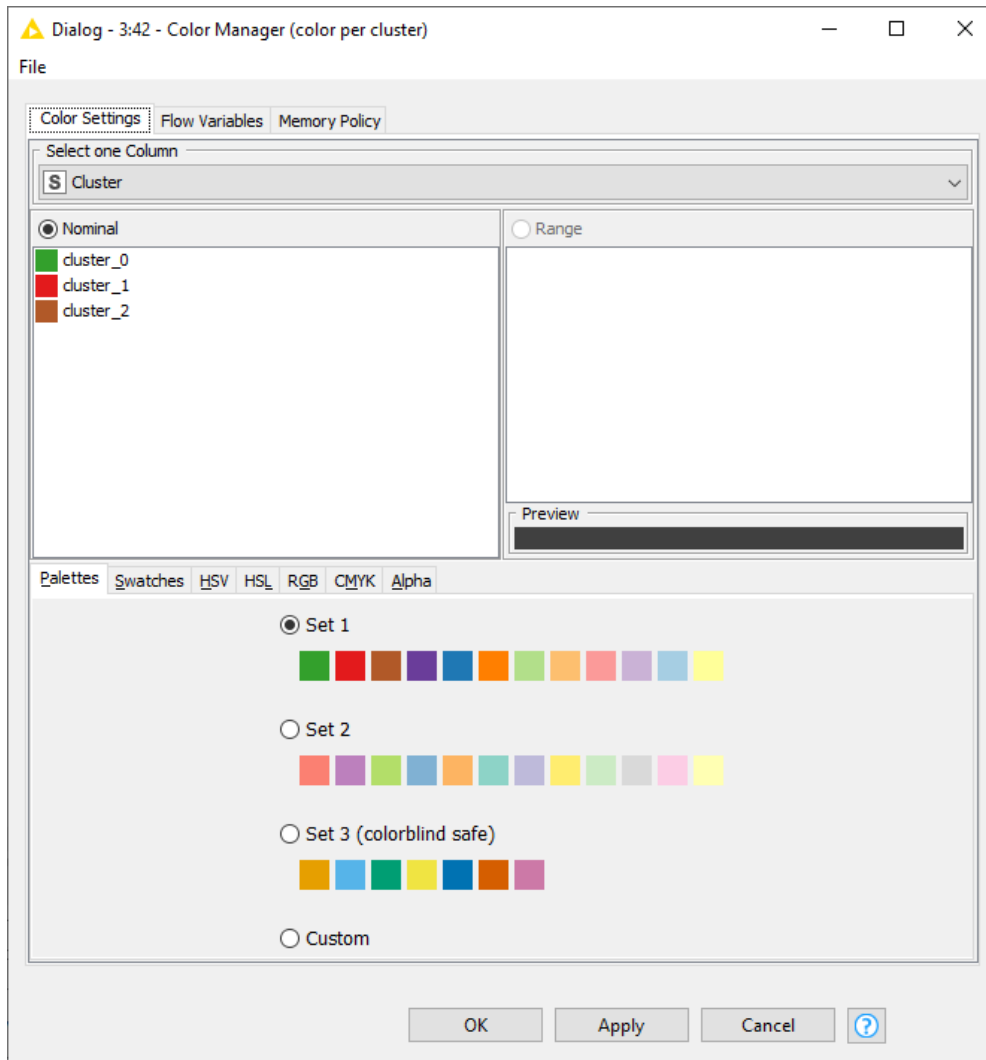 Dialog - 3:42 - Color Manager (color per cluster)
File
Color Settings Flow Variables Memory Policy
Select one Column
S Cluster
Nominal
Range
cluster_0
cluster_1
cluster_2
Preview
Palettes Swatches HSV HSL RGB CMYK Alpha
Set 1
Set 2
Set 3 (colorblind safe)
Custom
OK Apply Cancel ?